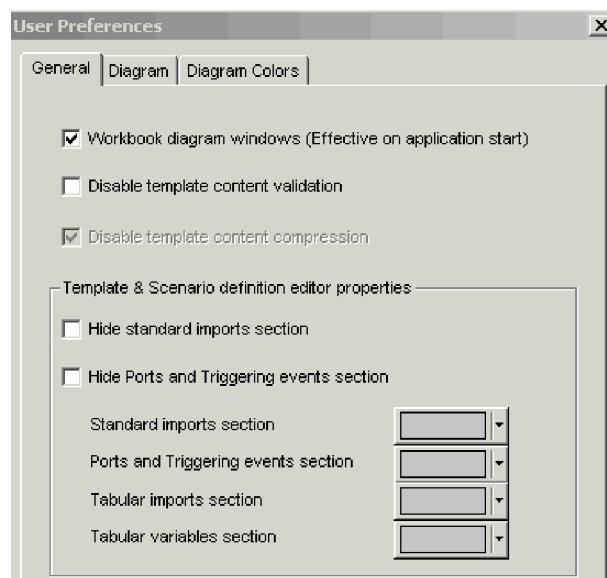 User Preferences
General
Diagram
Diagram Colors
Workbook diagram windows (Effective on application start)
Disable template content validation
Disable template content compression
Template & Scenario definition editor properties
Hide standard imports section
Hide Ports and Triggering events section
Standard imports section
Ports and Triggering events section
Tabular imports section
Tabular variables section